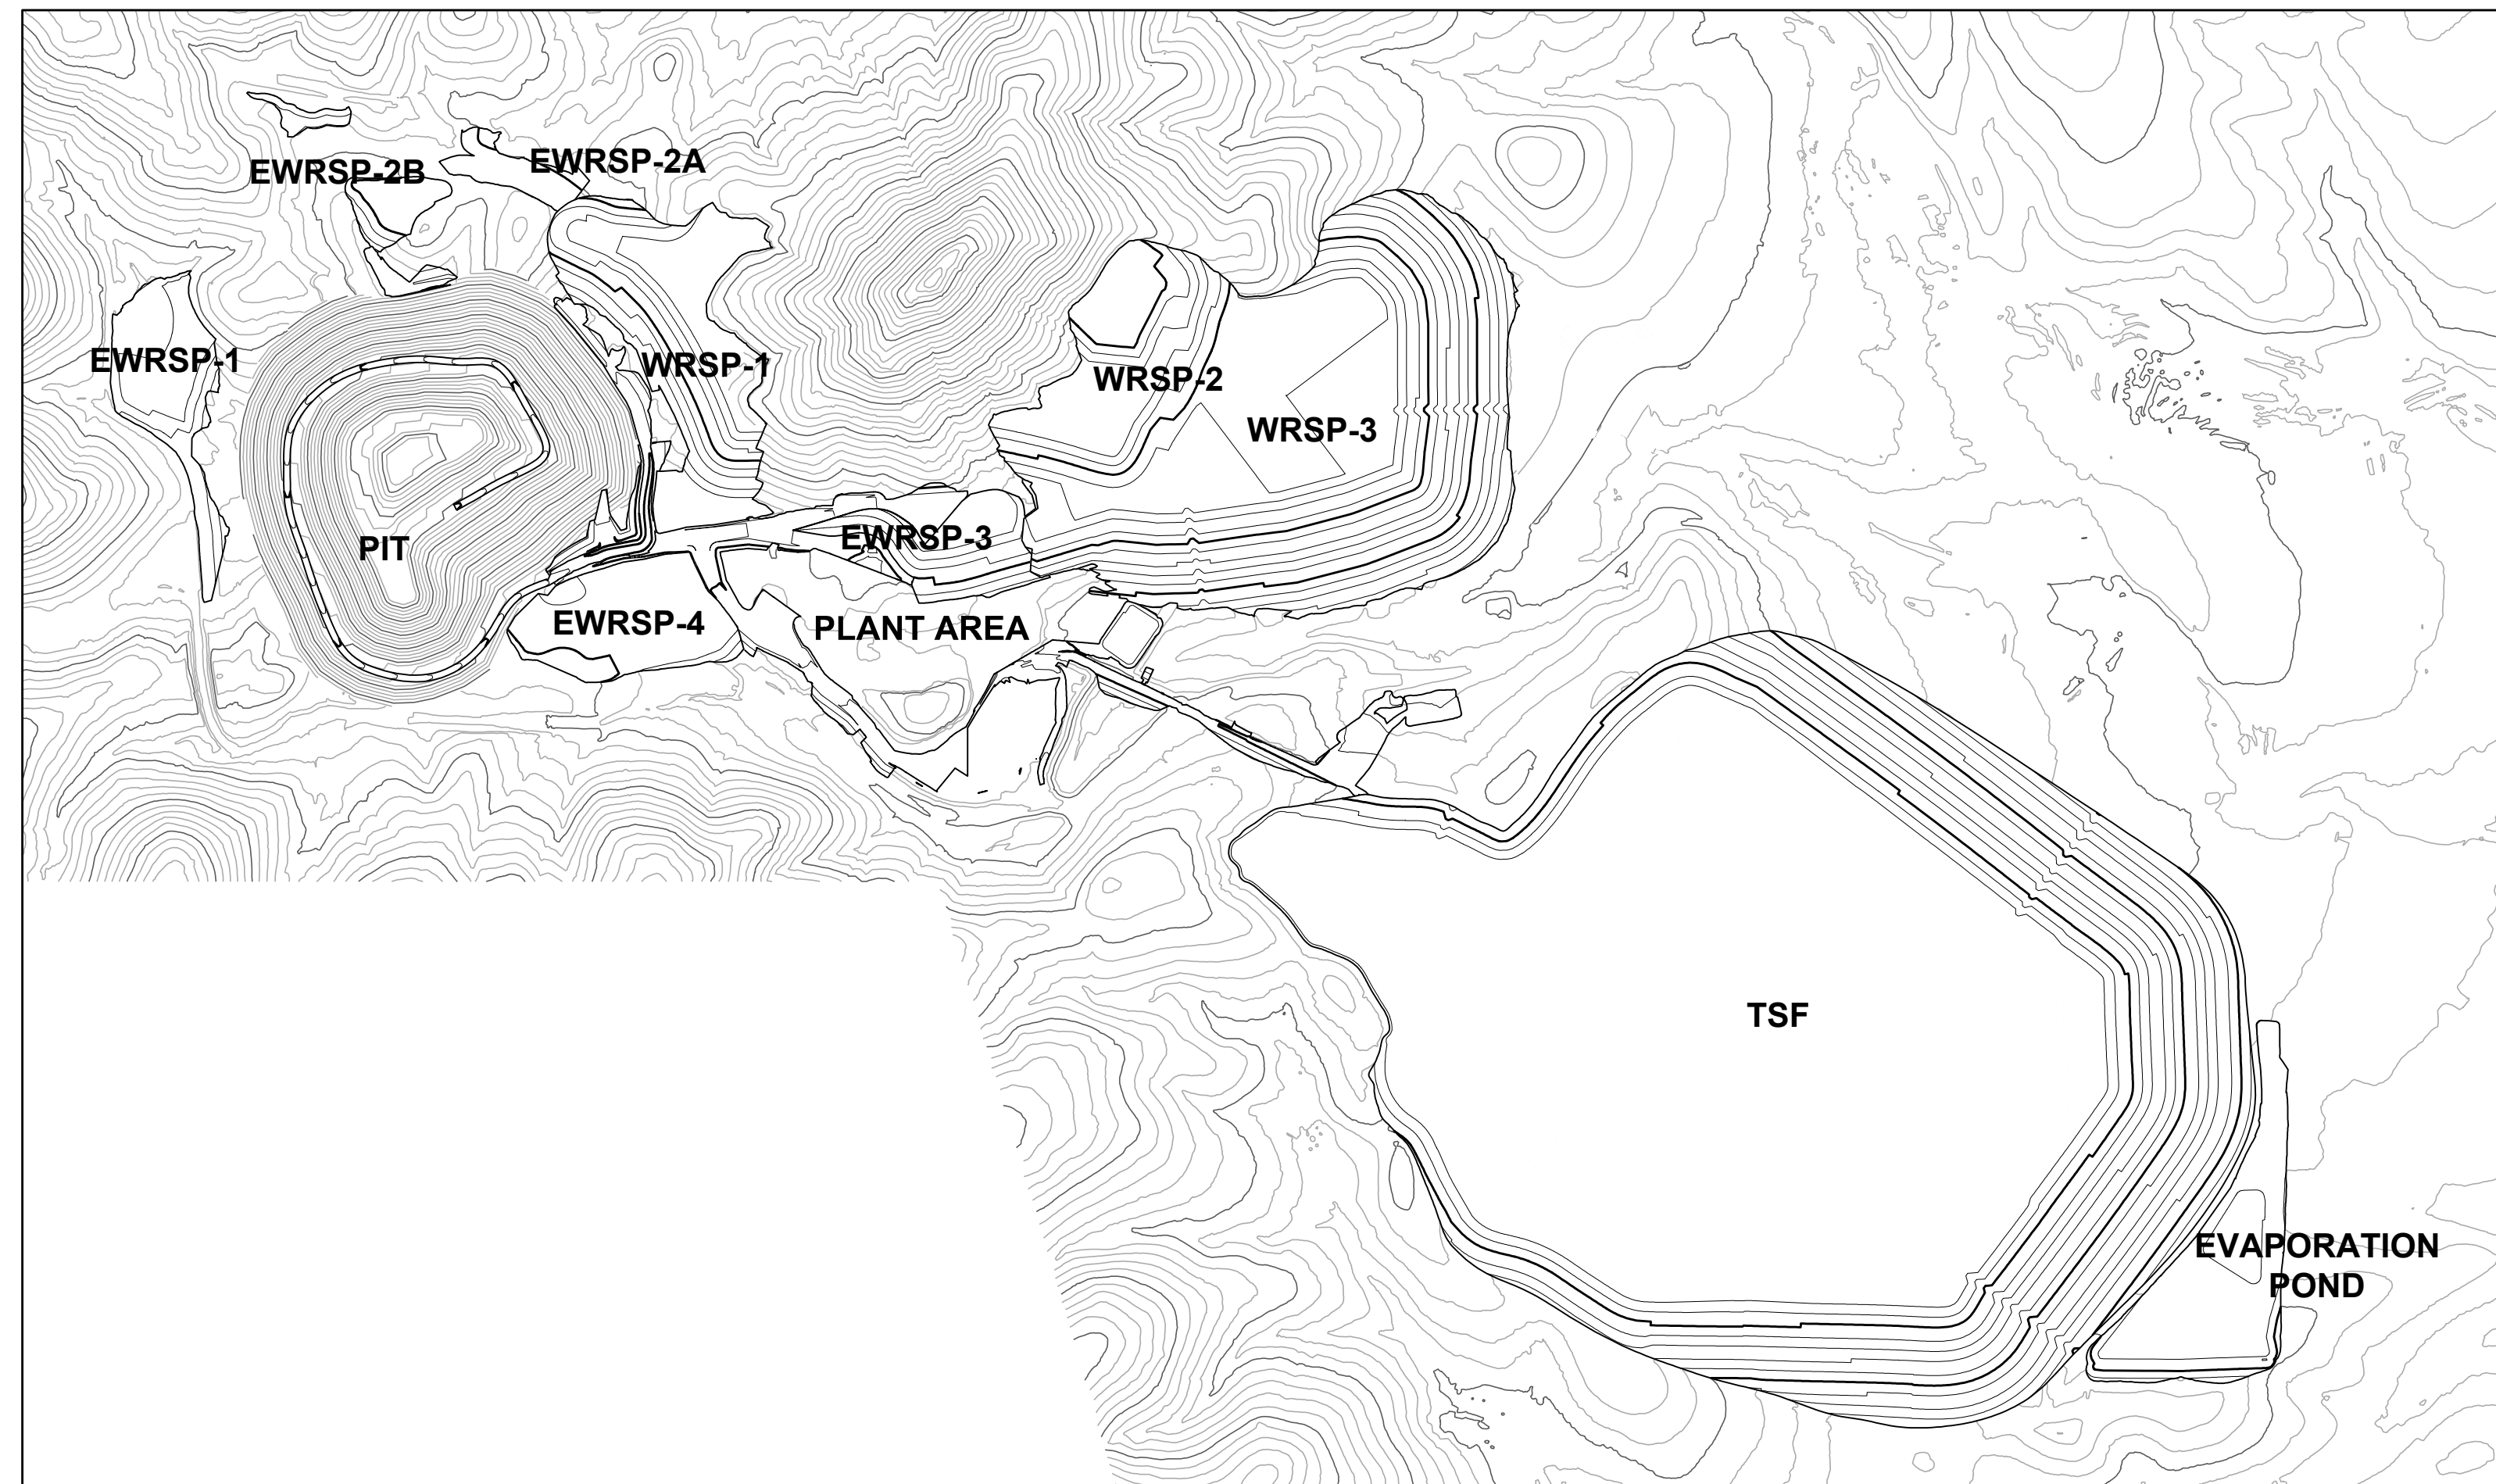 EWRSP-2A
EWRSP-2B
EWRSP-1
WRSP-1
WRSP-2
WRSP-3
EWRSP-3
PIT
EWRSP-4
PLANT AREA
TSF
EVAPORATION
POND